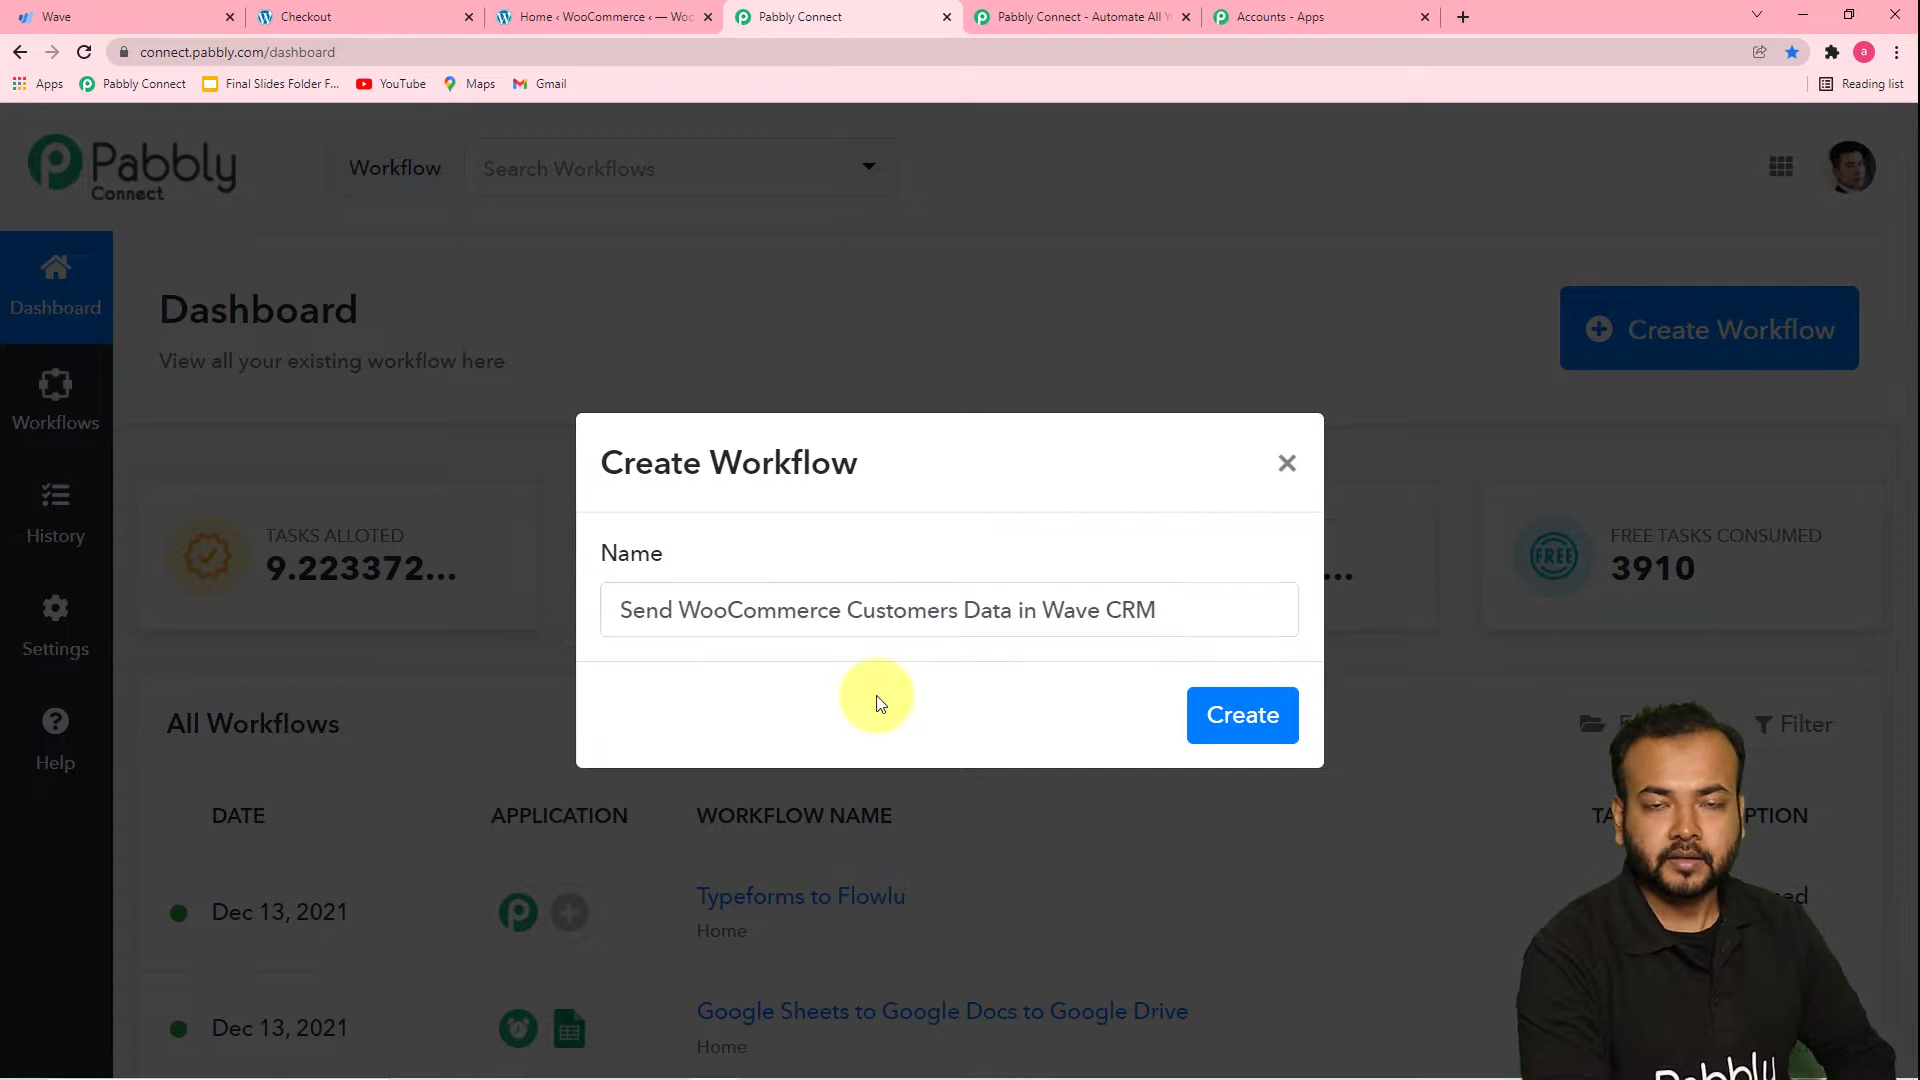 Wave
Checkout
Home ‹ WooCommerce ‹ — Woo
Pabbly Connect
Pabbly Connect - Automate All Y
Accounts - Apps
connect.pabbly.com/dashboard
a
Apps
Pabbly Connect
Final Slides Folder F...
YouTube
Maps
Gmail
Reading list
Pabbly
Connect
Workflow
Search Workflows
Dashboard
Workflows
History
Settings
Help
Dashboard
View all your existing workflow here
Create Workflow
TASKS ALLOTED
9.223372...
...
FREE
FREE TASKS CONSUMED
3910
Create Workflow
Name
Send WooCommerce Customers Data in Wave CRM
Create
All Workflows
Filter
DATE
APPLICATION
WORKFLOW NAME
Dec 13, 2021
Typeforms to Flowlu
Home
Dec 13, 2021
Google Sheets to Google Docs to Google Drive
Home
Pabbly